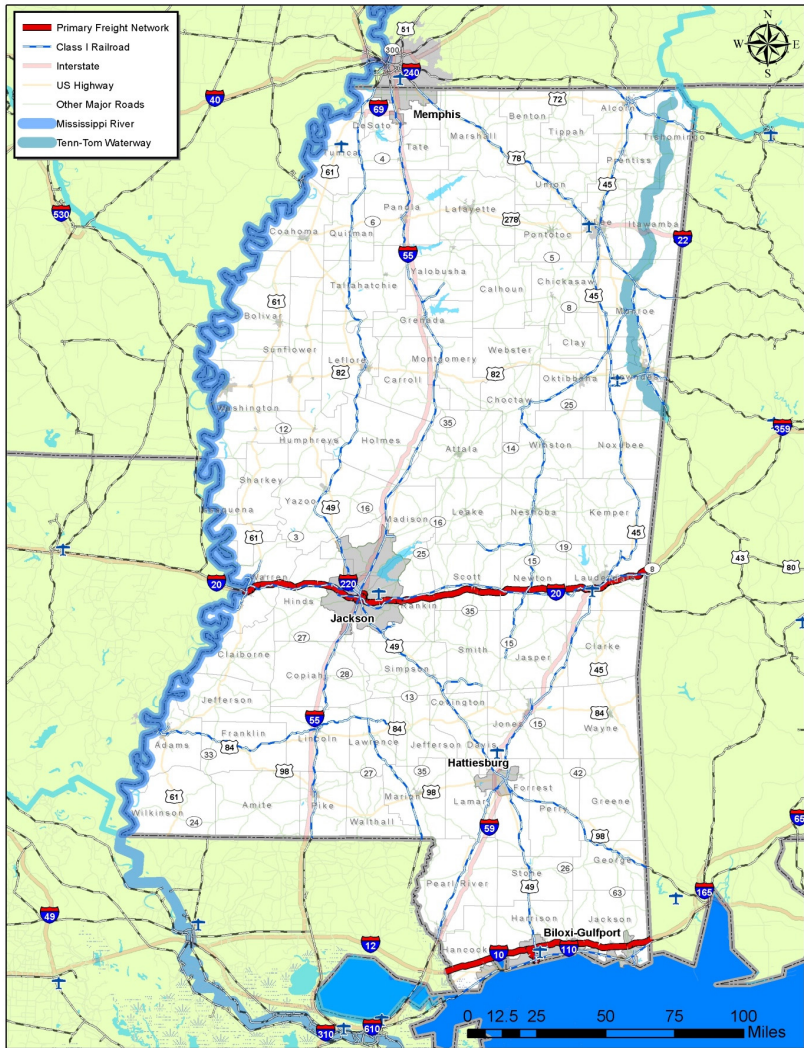 Primary Freight Network
Class I Railroad
Interstate
US Highway
Other Major Roads
Mississippi River
Tenn-Tom Waterway
N
W E
S
51
300
240
40
69
72
Memphis
DeSoto
Benton
Alcorn
Marshall
Tippah
Tishomingo
Tunica
Tate
4
78
Prentiss
61
Union
45
530
Panola
Lafayette
6
278
Pontotoc
Lee
Itawamba
Coahoma
Quitman
22
55
5
Yalobusha
Tallahatchie
Calhoun
Chickasaw
45
61
8
Monroe
Bolivar
Grenada
Sunflower
Leflore
Montgomery
Webster
Clay
82
82
Carroll
Oktibbeha
Lowndes
Choctaw
25
Washington
12
35
359
Humphreys
Holmes
Attala
14
Winston
Noxubee
Sharkey
Issaquena
Yazoo
49
16
Madison
16
Leake
Neshoba
Kemper
45
61
3
25
19
43
80
15
8
20
Warren
220
Scott
Newton
Lauderdale
20
Hinds
Rankin
35
Jackson
27
49
15
Smith
Jasper
Clarke
Claiborne
Copiah
28
Simpson
45
13
Jefferson
Covington
55
Jones
15
84
Wayne
Franklin
Adams
84
33
Lincoln
Lawrence
84
Jefferson Davis
98
27
35
Hattiesburg
42
61
Marion
98
Forrest
Greene
Wilkinson
24
Amite
Pike
Walthall
Lamar
Perry
59
98
65
George
Pearl River
Stone
26
165
49
49
63
Harrison
Jackson
12
Hancock
10
Biloxi-Gulfport
110
310
610
0 12.5 25 50 75 100
Miles